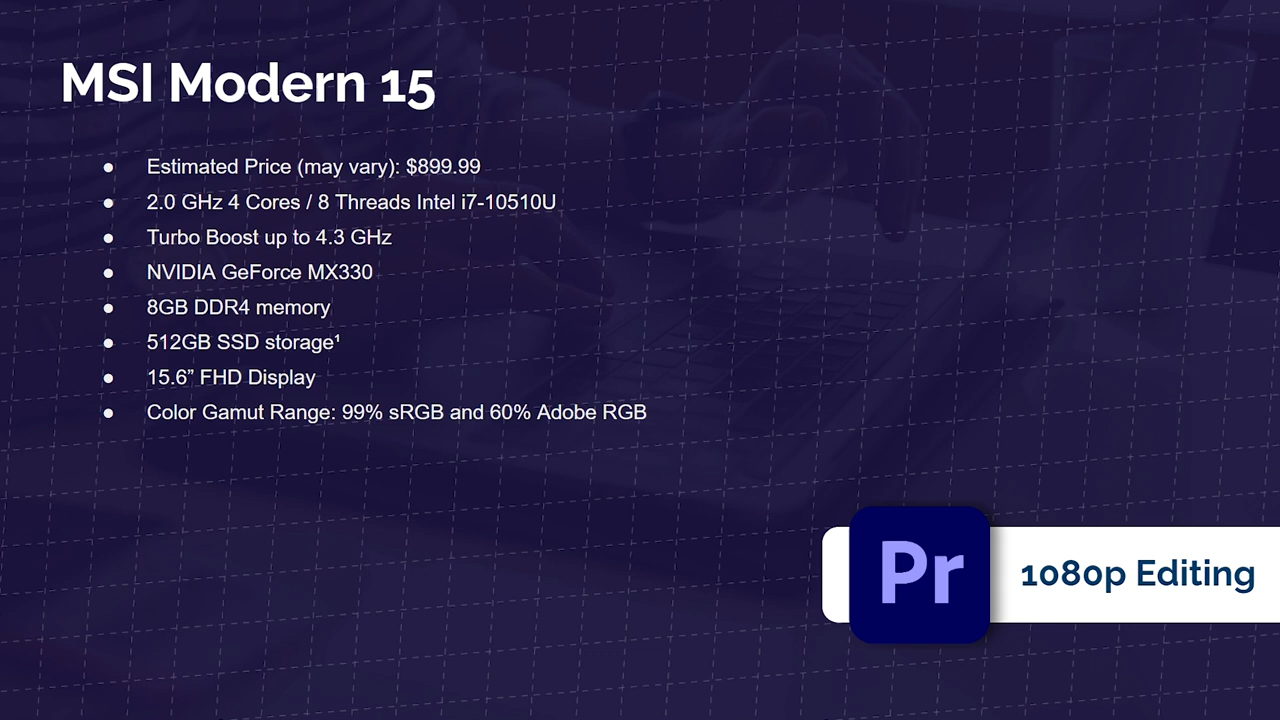 MSI Modern 15
● Estimated Price (may vary): $899.99
● 2.0 GHz 4 Cores / 8 Threads Intel i7-10510U
● Turbo Boost up to 4.3 GHz
● NVIDIA GeForce MX330
● 8GB DDR4 memory
● 512GB SSD storage¹
● 15.6” FHD Display
● Color Gamut Range: 99% sRGB and 60% Adobe RGB
Pr 1080p Editing